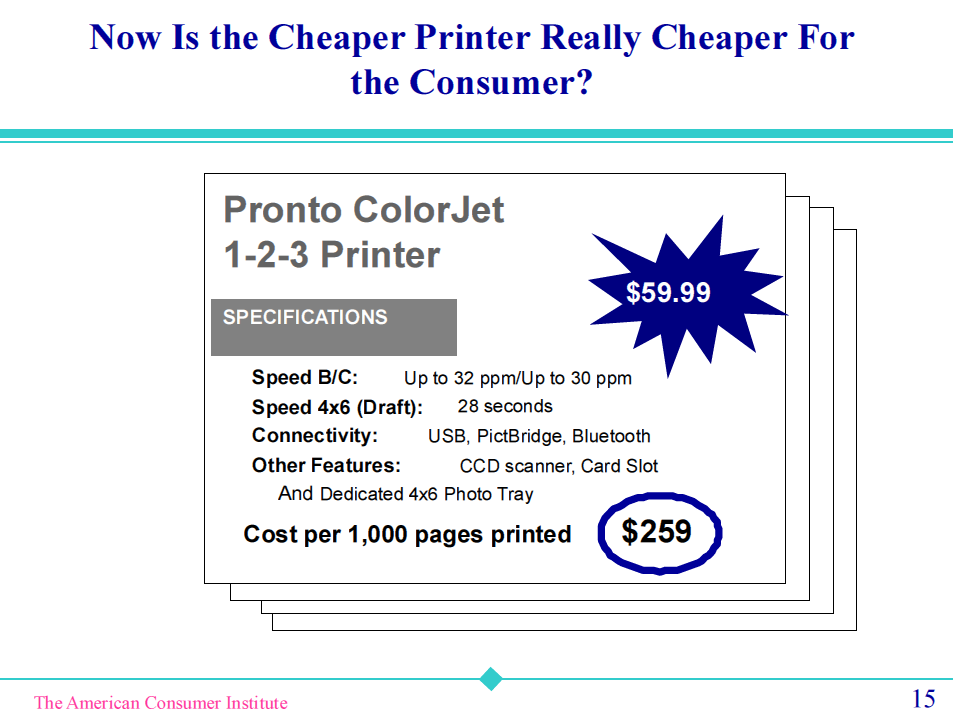 Now Is the Cheaper Printer Really Cheaper For
the Consumer?
Pronto ColorJet
1-2-3 Printer
$59.99
SPECIFICATIONS
Speed B/C: Up to 32 ppm/Up to 30 ppm
Speed 4x6 (Draft): 28 seconds
Connectivity: USB, PictBridge, Bluetooth
Other Features: CCD scanner, Card Slot
And Dedicated 4x6 Photo Tray
Cost per 1,000 pages printed $259
The American Consumer Institute
15